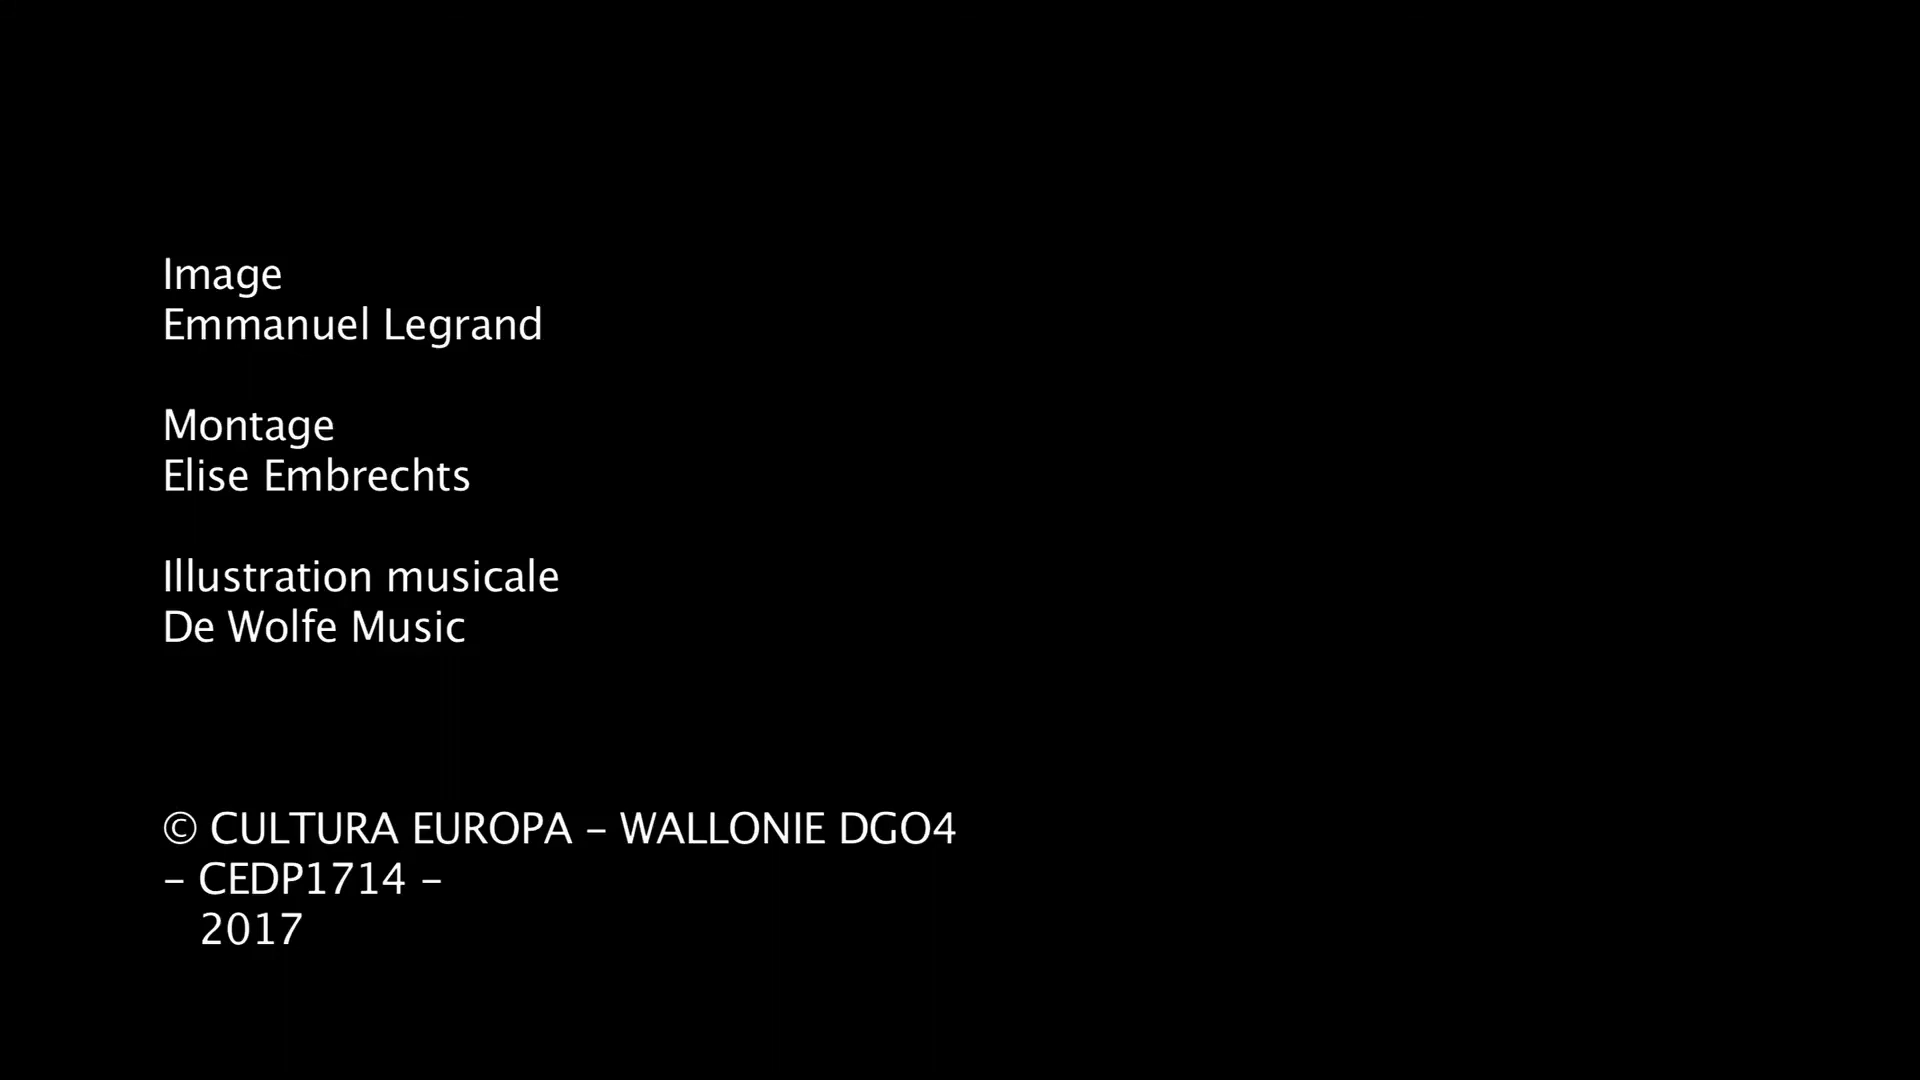 Image
Emmanuel Legrand
Montage
Elise Embrechts
Illustration musicale
De Wolfe Music
© CULTURA EUROPA – WALLONIE DGO4
– CEDP1714 –
2017